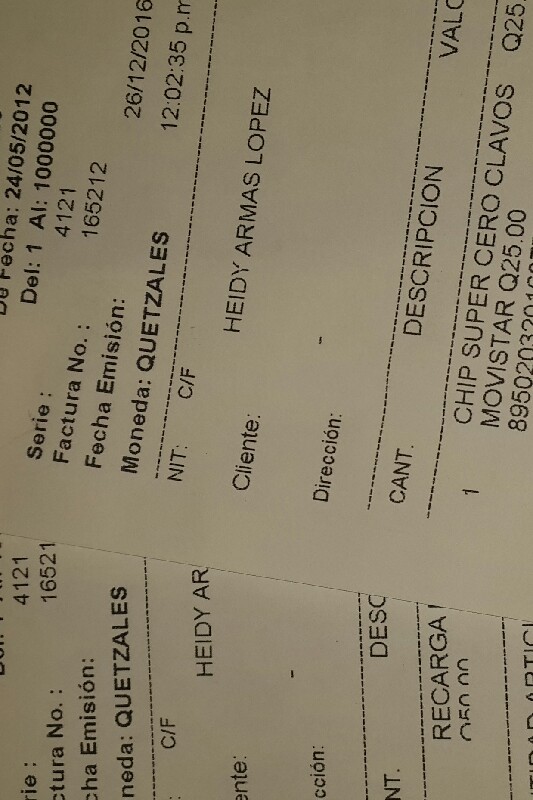 De Fecha: 24/05/2012
Del: 1 Al: 1000000
Serie : 4121
Factura No. : 165212
Fecha Emisión: 26/12/2016
12:02:35 p.m
Moneda: QUETZALES
NIT: C/F
Cliente: HEIDY ARMAS LOPEZ
Dirección: -
CANT. DESCRIPCION VALO
1 CHIP SUPER CERO CLAVOS Q25.
MOVISTAR Q25.00
rie : 4121
ctura No. : 16521
cha Emisión:
neda: QUETZALES
: C/F
ente: HEIDY AR
cción: -
NT. DESC
RECARGA
Q50.00